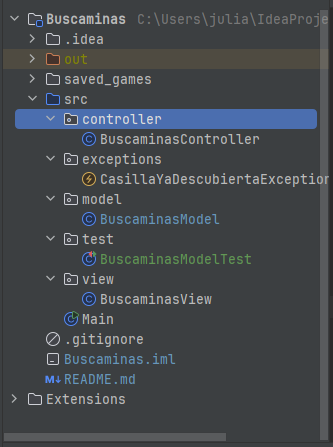 Buscaminas C:\Users\julia\IdeaProje
.idea
out
saved_games
src
controller
BuscaminasController
exceptions
CasillaYaDescubiertaException
model
BuscaminasModel
test
BuscaminasModelTest
view
BuscaminasView
Main
.gitignore
Buscaminas.iml
README.md
Extensions